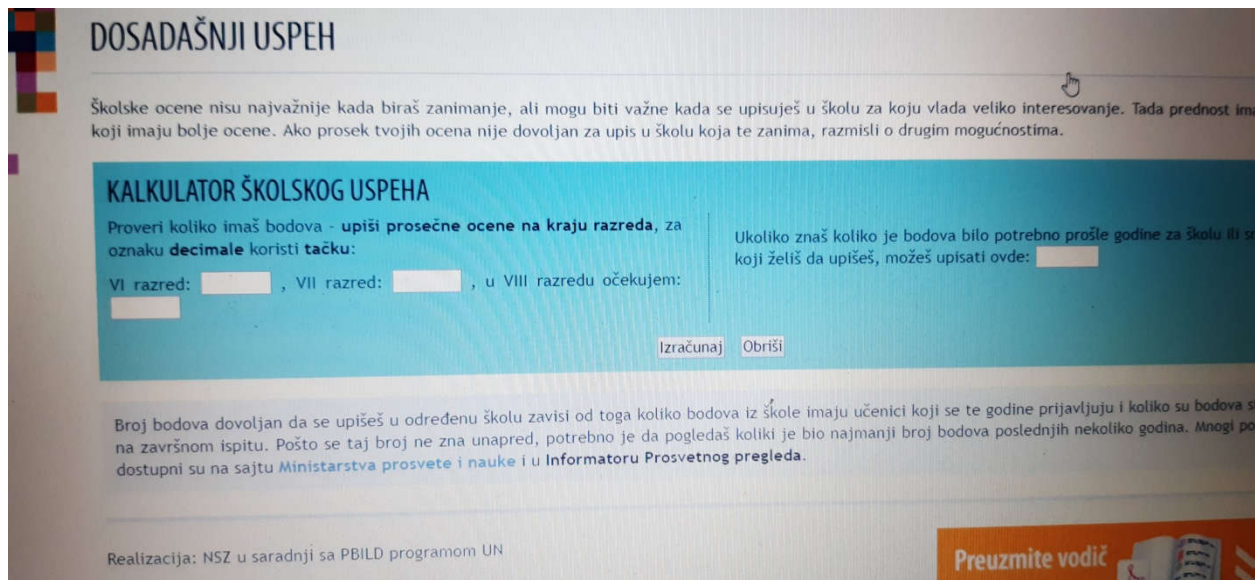 DOSADAŠNJI USPEH
Školske ocene nisu najvažnije kada biraš zanimanje, ali mogu biti važne kada se upisuješ u školu za koju vlada veliko interesovanje. Tada prednost
koji imaju bolje ocene. Ako prosek tvojih ocena nije dovoljan za upis u školu koja te zanima, razmisli o drugim mogućnostima.
KALKULATOR ŠKOLSKOG USPEHA
Proveri koliko imaš bodova - upiši prosečne ocene na kraju razreda, za
oznaku decimale koristi tačku:
VI razred: , VII razred: , u VIII razredu očekujem:
Ukoliko znaš koliko je bodova bilo potrebno prošle godine za školu ili
koji želiš da upišeš, možeš upisati ovde:
Izračunaj Obriši
Broj bodova dovoljan da se upišeš u određenu školu zavisi od toga koliko bodova iz škole imaju učenici koji se te godine prijavljuju i koliko su bodova
na završnom ispitu. Pošto se taj broj ne zna unapred, potrebno je da pogledaš koliki je bio najmanji broj bodova poslednjih nekoliko godina. Mnogi
dostupni su na sajtu Ministarstva prosvete i nauke i u Informatoru Prosvetnog pregleda.
Realizacija: NSZ u saradnji sa PBILD programom UN
Preuzmite vodič